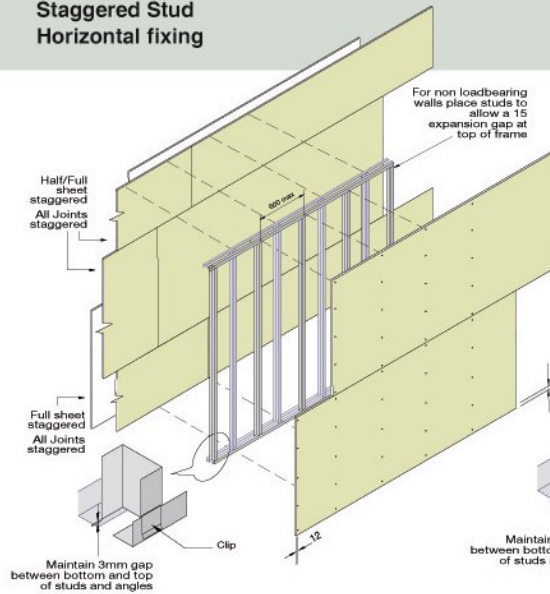 Staggered Stud
Horizontal fixing
For non loadbearing
walls place studs to
allow a 15
expansion gap at
top of frame
600 max
Half/Full
sheet
staggered
All Joints
staggered
Full sheet
staggered
All Joints
staggered
Clip
12
Maintain 3mm gap
between bottom and top
of studs and angles
Maintain
between botto
of studs